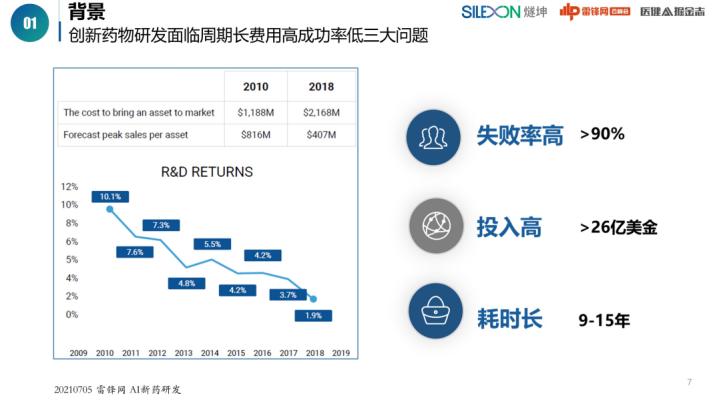 01
背景
创新药物研发面临周期长费用高成功率低三大问题
SILEXON 燧坤
雷锋网
医健AI掘金志
2010 2018
The cost to bring an asset to market $1,188M $2,168M
Forecast peak sales per asset $816M $407M
R&D RETURNS
12%
10%
8%
6%
5%
4%
2%
0%
10.1%
7.6%
7.3%
4.8%
5.5%
4.2%
4.2%
3.7%
1.9%
2009 2010 2011 2012 2013 2014 2015 2016 2017 2018 2019
失败率高 >90%
投入高 >26亿美金
耗时长 9-15年
20210705 雷锋网 AI新药研发
7